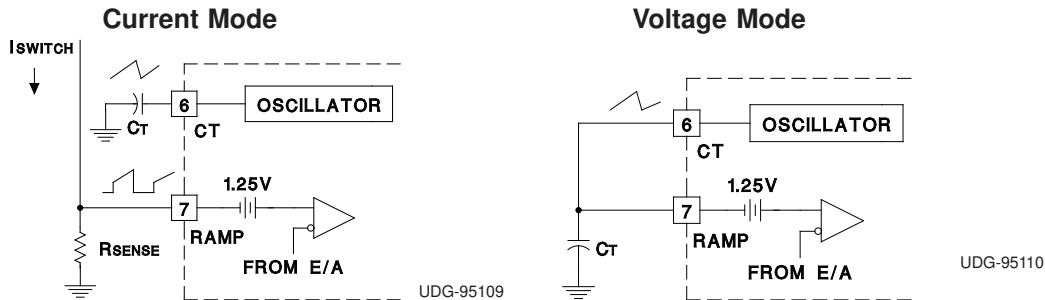 Current Mode
ISWITCH
6
OSCILLATOR
CT
CT
1.25V
7
RAMP
RSENSE
FROM E/A
UDG-95109
Voltage Mode
6
OSCILLATOR
CT
1.25V
7
RAMP
CT
FROM E/A
UDG-95110